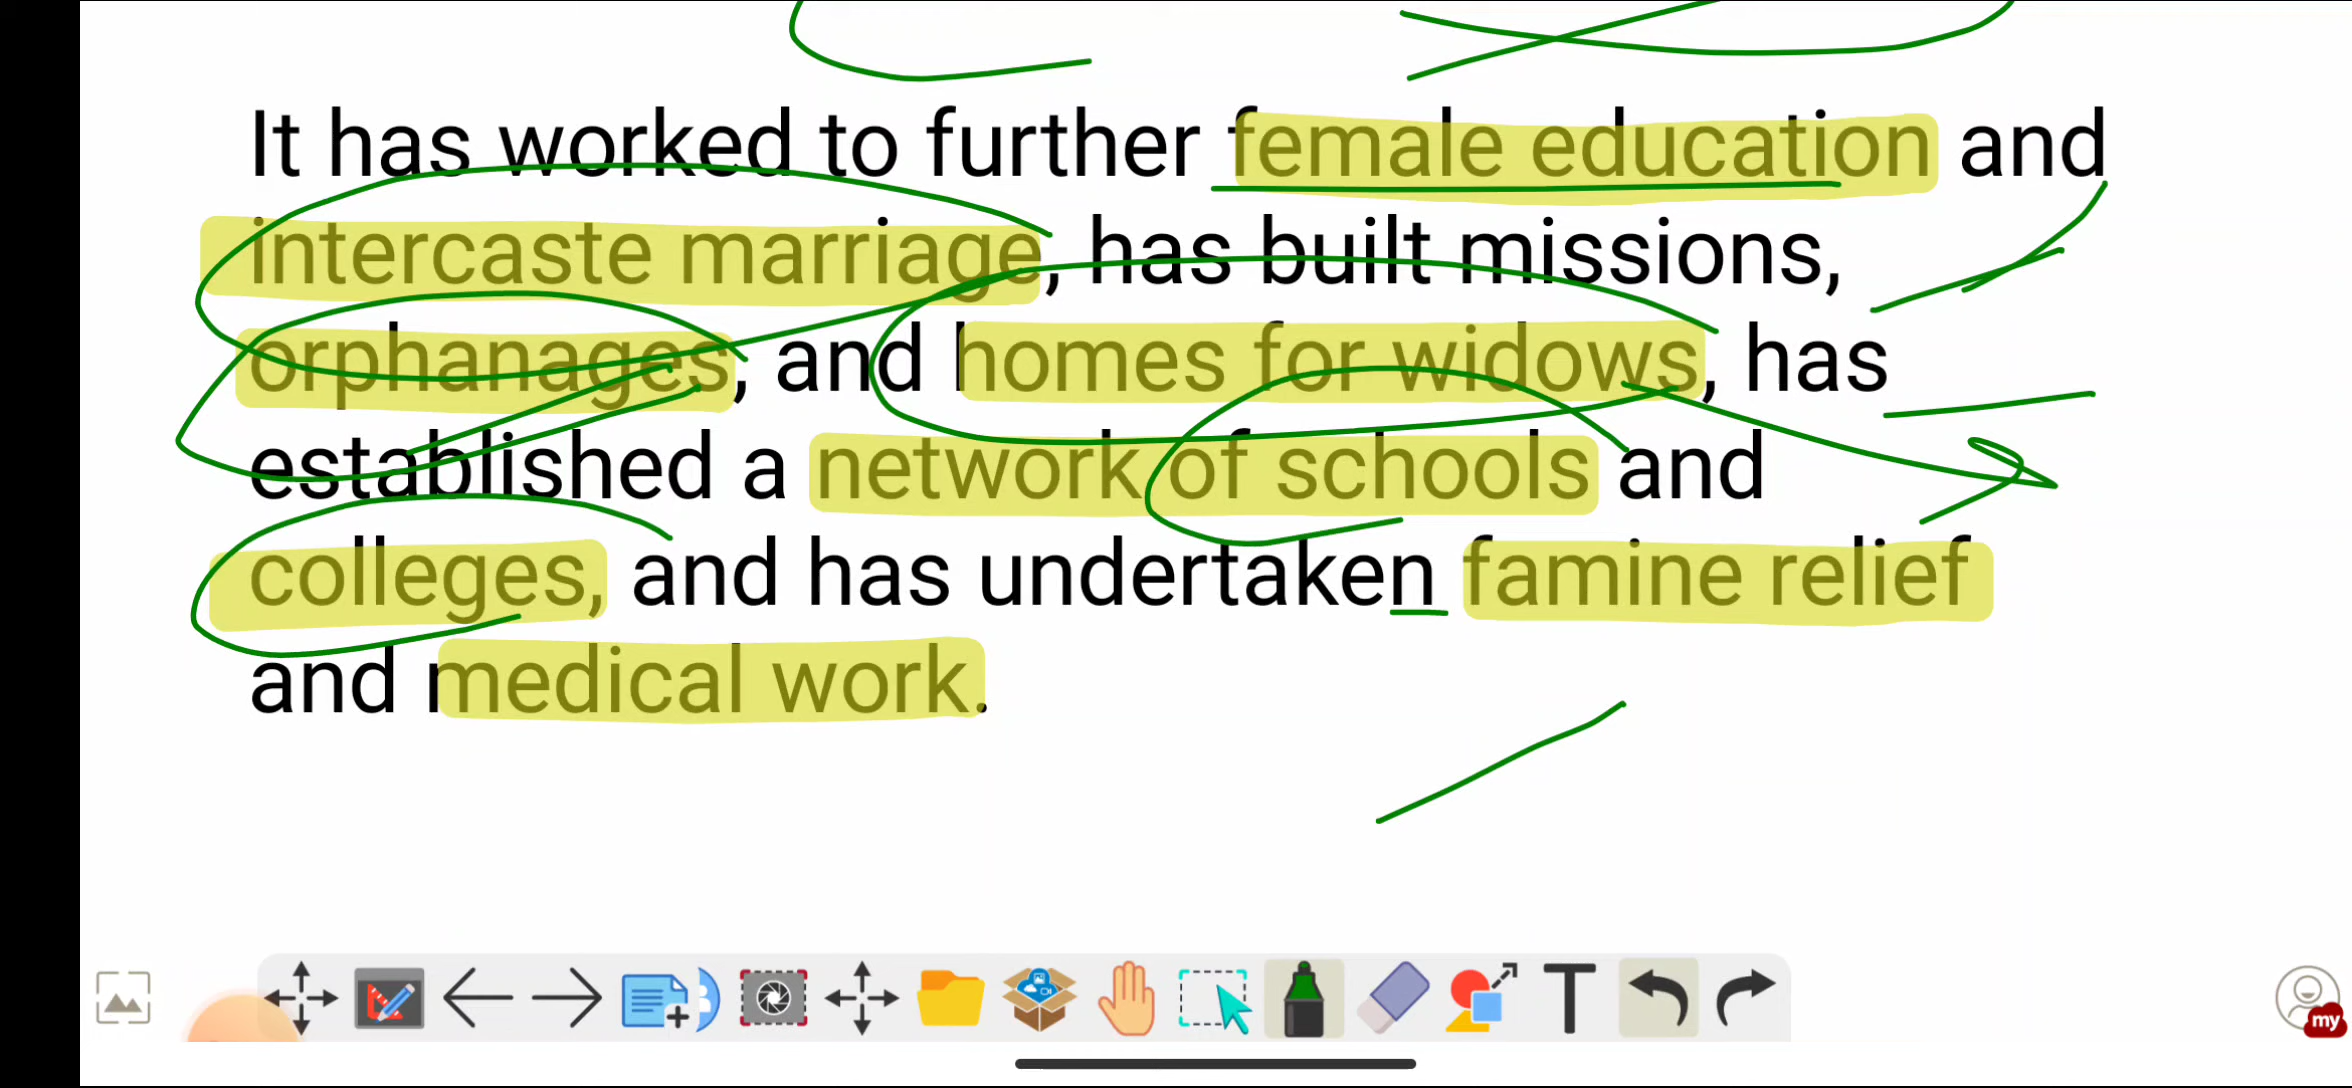 It has worked to further female education and
intercaste marriage, has built missions,
orphanages, and homes for widows, has
established a network of schools and
colleges, and has undertaken famine relief
and medical work.
T
my